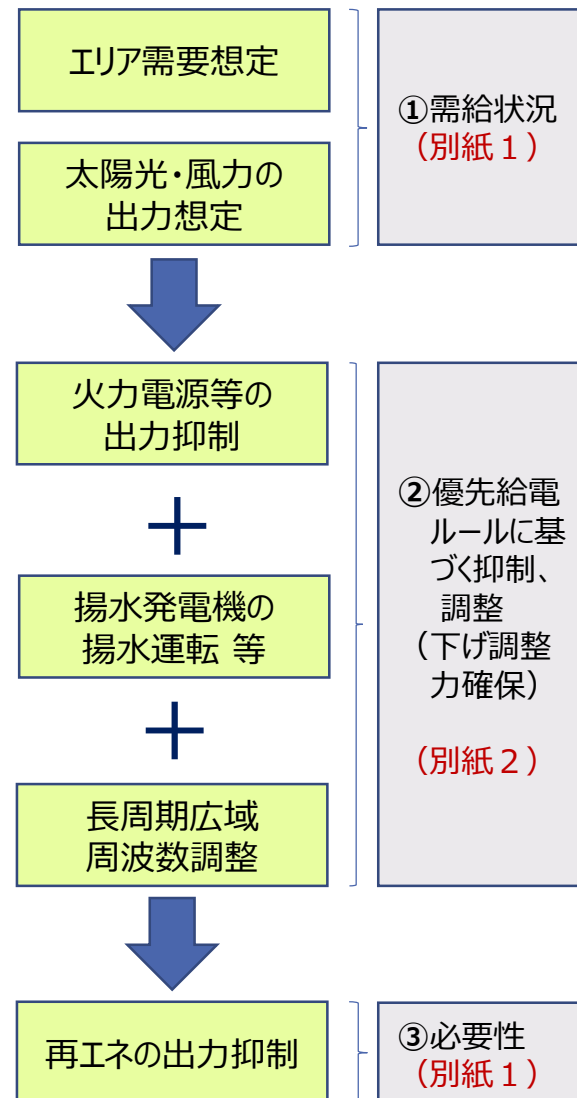 エリア需要想定
太陽光・風力の
出力想定
①需給状況
（別紙１）
火力電源等の
出力抑制
＋
揚水発電機の
揚水運転 等
＋
長周期広域
周波数調整
②優先給電
ルールに基
づく抑制、
調整
（下げ調整
力確保）
（別紙２）
再エネの出力抑制
③必要性
（別紙１）